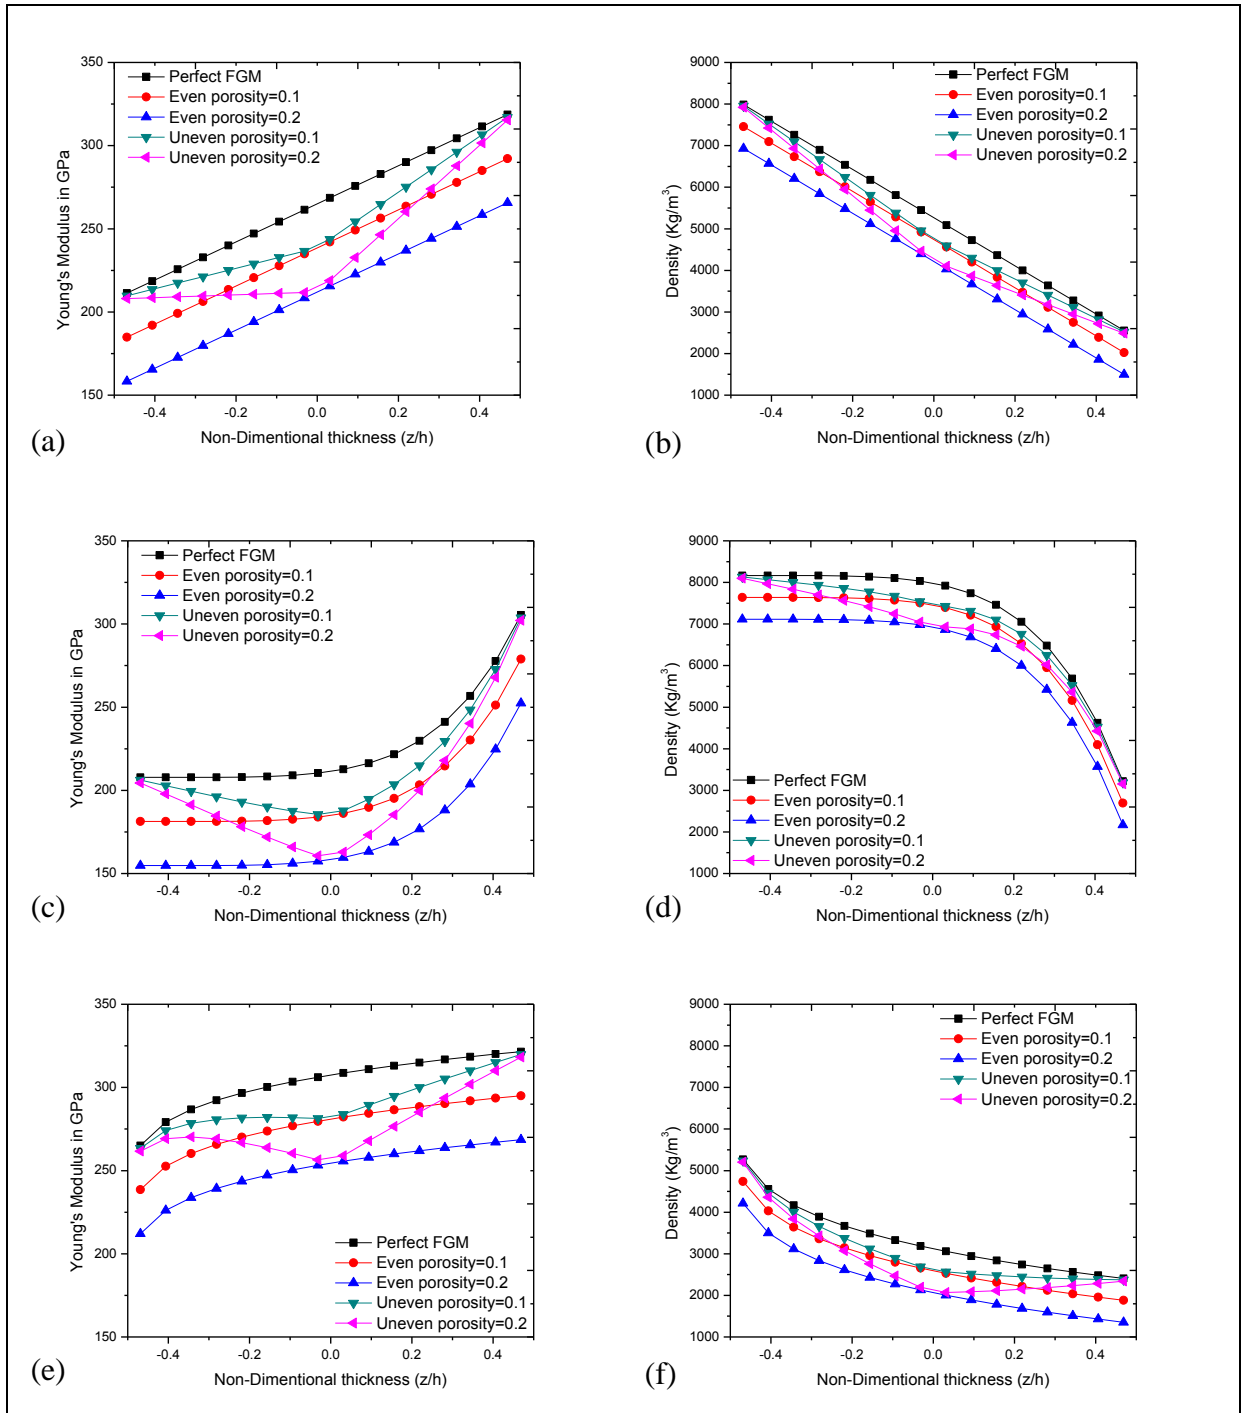 350
300
250
200
150
Young's Modulus in GPa
Perfect FGM
Even porosity=0.1
Even porosity=0.2
Uneven porosity=0.1
Uneven porosity=0.2
-0.4 -0.2 0.0 0.2 0.4
Non-Dimentional thickness (z/h)
(a)
9000
8000
7000
6000
5000
4000
3000
2000
1000
Density (Kg/m³)
Perfect FGM
Even porosity=0.1
Even porosity=0.2
Uneven porosity=0.1
Uneven porosity=0.2
-0.4 -0.2 0.0 0.2 0.4
Non-Dimentional thickness (z/h)
(b)
350
300
250
200
150
Young's Modulus in GPa
Perfect FGM
Even porosity=0.1
Even porosity=0.2
Uneven porosity=0.1
Uneven porosity=0.2
-0.4 -0.2 0.0 0.2 0.4
Non-Dimentional thickness (z/h)
(c)
9000
8000
7000
6000
5000
4000
3000
2000
1000
Density (Kg/m³)
Perfect FGM
Even porosity=0.1
Even porosity=0.2
Uneven porosity=0.1
Uneven porosity=0.2
-0.4 -0.2 0.0 0.2 0.4
Non-Dimentional thickness (z/h)
(d)
350
300
250
200
150
Young's Modulus in GPa
Perfect FGM
Even porosity=0.1
Even porosity=0.2
Uneven porosity=0.1
Uneven porosity=0.2
-0.4 -0.2 0.0 0.2 0.4
Non-Dimentional thickness (z/h)
(e)
9000
8000
7000
6000
5000
4000
3000
2000
1000
Density (Kg/m³)
Perfect FGM
Even porosity=0.1
Even porosity=0.2
Uneven porosity=0.1
Uneven porosity=0.2
-0.4 -0.2 0.0 0.2 0.4
Non-Dimentional thickness (z/h)
(f)